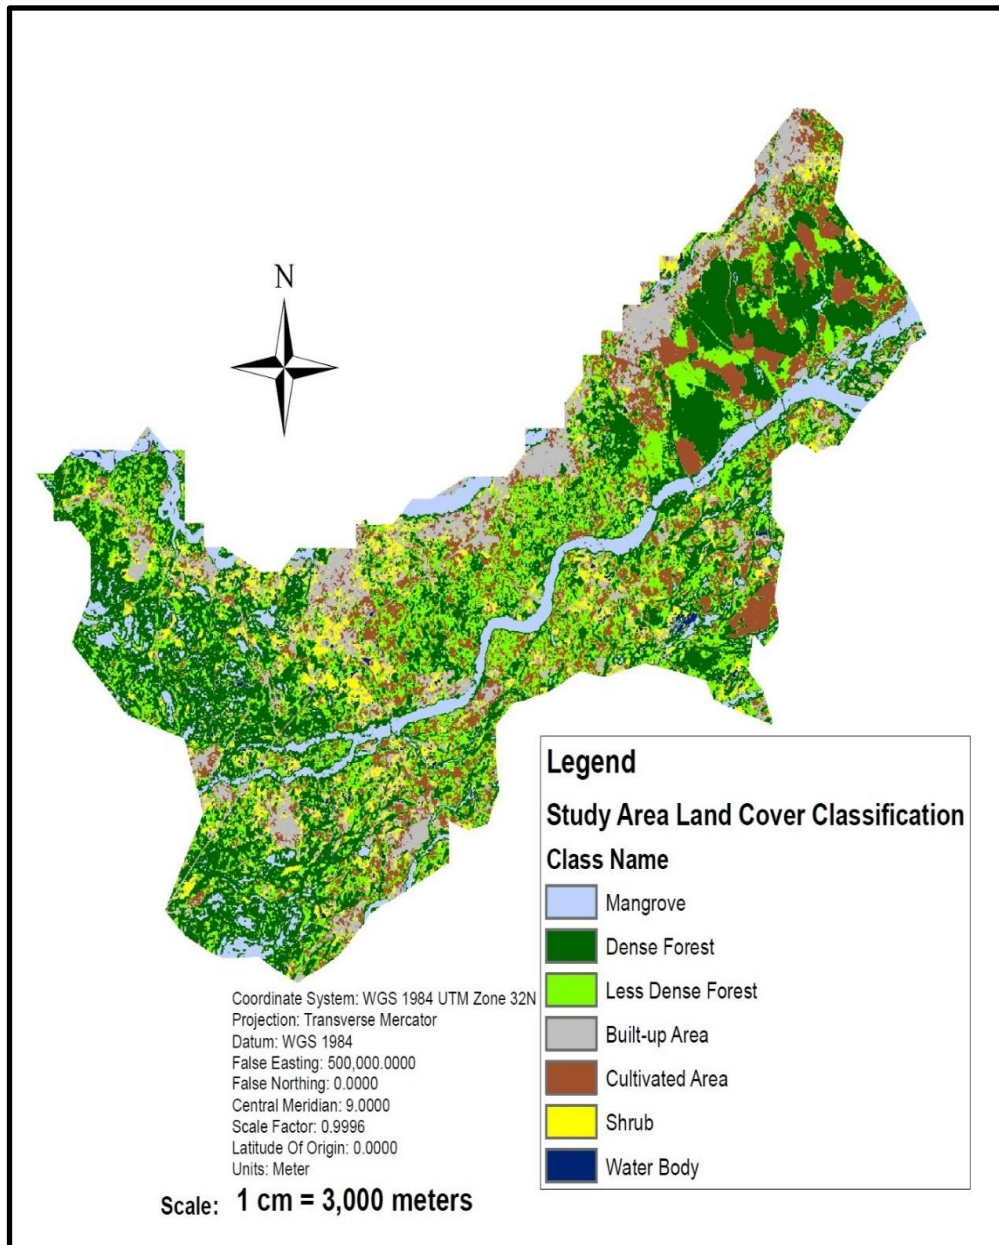 N
Legend
Study Area Land Cover Classification
Class Name
Mangrove
Dense Forest
Less Dense Forest
Built-up Area
Cultivated Area
Shrub
Water Body
Coordinate System: WGS 1984 UTM Zone 32N
Projection: Transverse Mercator
Datum: WGS 1984
False Easting: 500,000.0000
False Northing: 0.0000
Central Meridian: 9.0000
Scale Factor: 0.9996
Latitude Of Origin: 0.0000
Units: Meter
Scale: 1 cm = 3,000 meters